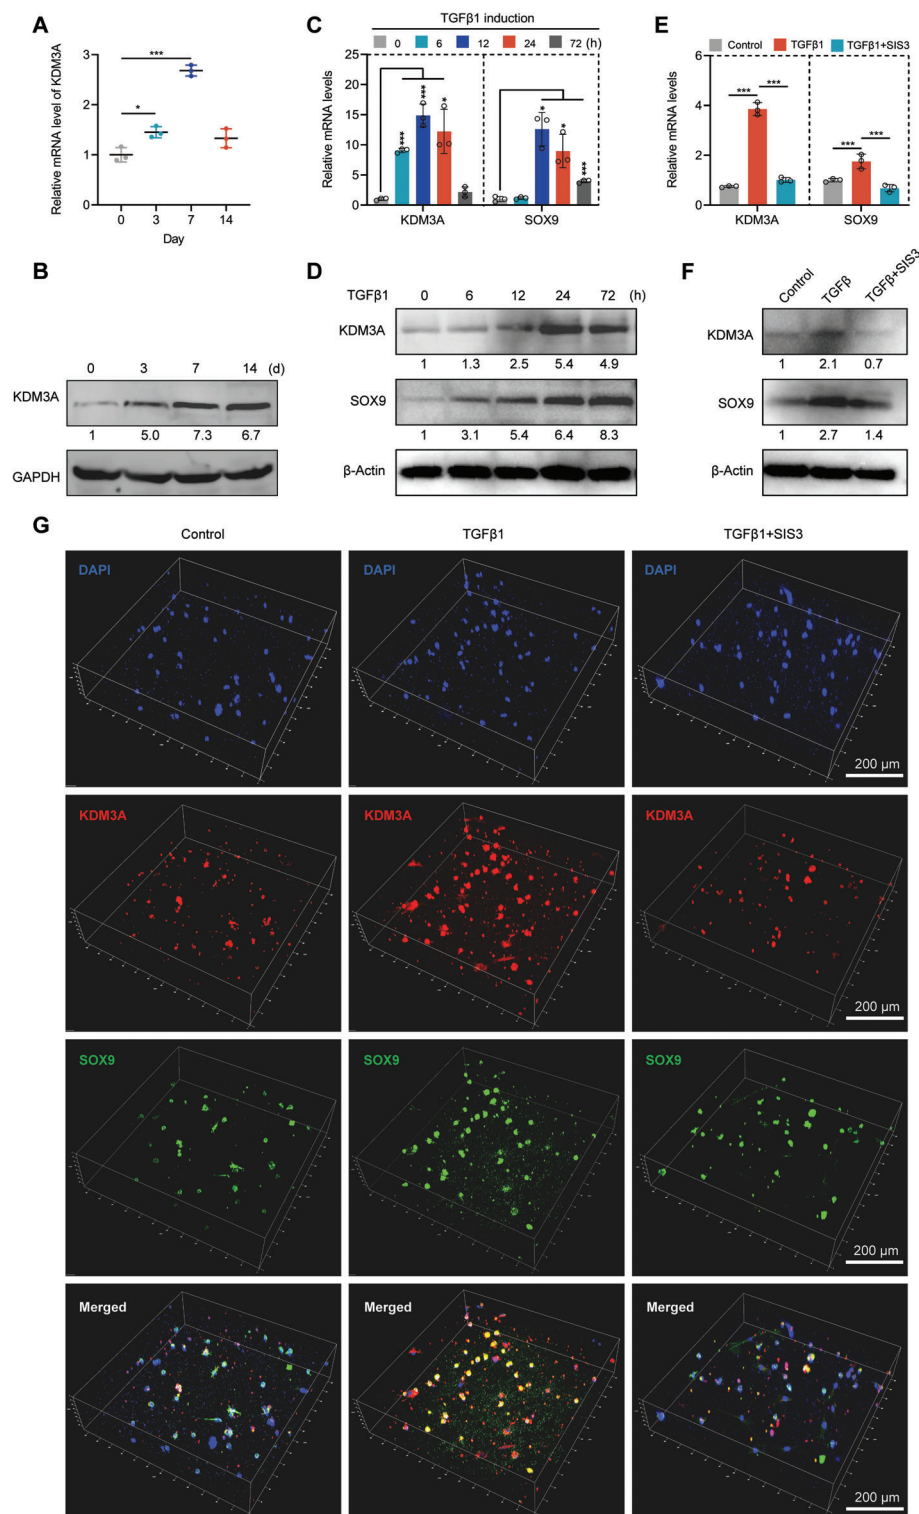 A
Relative mRNA level of KDM3A
3
2
1
0
*
***
0 3 7 14
Day
B
0 3 7 14 (d)
KDM3A
1 5.0 7.3 6.7
GAPDH
C
TGFβ1 induction
0 6 12 24 72 (h)
Relative mRNA levels
25
20
15
10
5
0
*** *** * * * ***
KDM3A SOX9
D
TGFβ1 0 6 12 24 72 (h)
KDM3A
1 1.3 2.5 5.4 4.9
SOX9
1 3.1 5.4 6.4 8.3
β-Actin
E
Control TGFβ1 TGFβ1+SIS3
Relative mRNA levels
6
4
2
0
*** *** *** ***
KDM3A SOX9
F
Control TGFβ TGFβ+SIS3
KDM3A
1 2.1 0.7
SOX9
1 2.7 1.4
β-Actin
G
Control TGFβ1 TGFβ1+SIS3
DAPI DAPI DAPI
200 µm
KDM3A KDM3A KDM3A
200 µm
SOX9 SOX9 SOX9
200 µm
Merged Merged Merged
200 µm